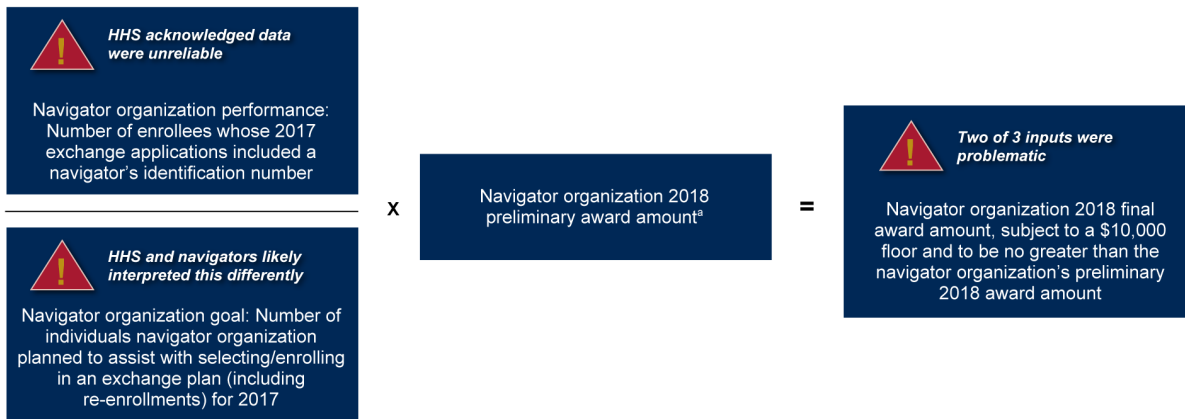 HHS acknowledged data
were unreliable
Navigator organization performance:
Number of enrollees whose 2017
exchange applications included a
navigator’s identification number
HHS and navigators likely
interpreted this differently
Navigator organization goal: Number of
individuals navigator organization
planned to assist with selecting/enrolling
in an exchange plan (including
re-enrollments) for 2017
x
Navigator organization 2018
preliminary award amountᵃ
=
Two of 3 inputs were
problematic
Navigator organization 2018 final
award amount, subject to a $10,000
floor and to be no greater than the
navigator organization’s preliminary
2018 award amount